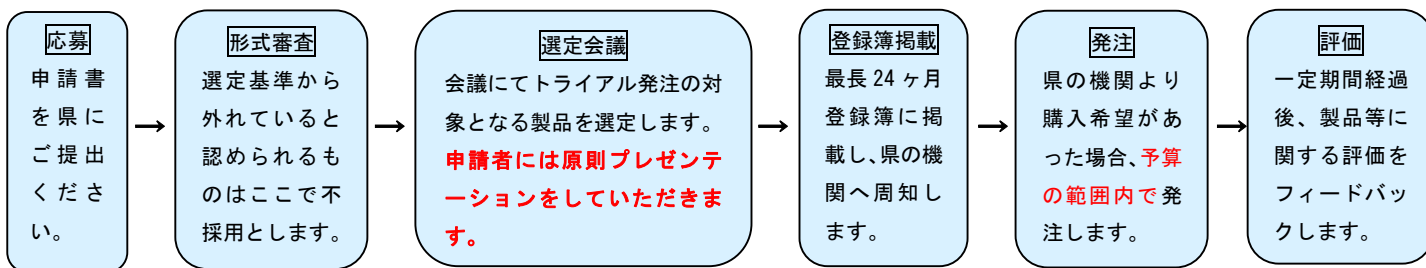 応募
申請書
を県に
ご提出
くださ
い。
→
形式審査
選定基準から
外れていると
認められるも
のはここで不
採用とします。
→
選定会議
会議にてトライアル発注の対
象となる製品を選定します。
申請者には原則プレゼンテ
ーションをしていただきま
す。
→
登録簿掲載
最長24ヶ月
登録簿に掲
載し、県の機
関へ周知し
ます。
→
発注
県の機関より
購入希望があ
った場合、予算
の範囲内で発
注します。
→
評価
一定期間経過
後、製品等に
関する評価を
フィードバッ
クします。